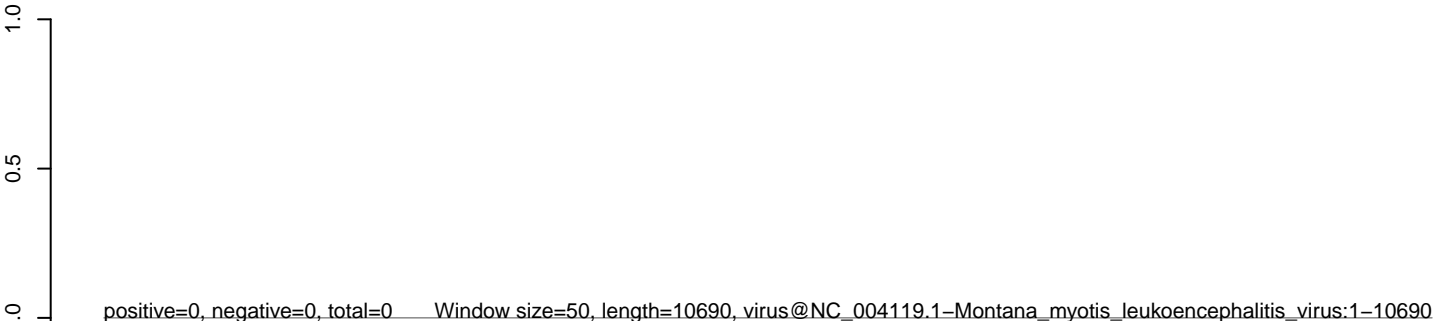 1.0
0.5
.0
positive=0, negative=0, total=0 Window size=50, length=10690, virus@NC_004119.1−Montana_myotis_leukoencephalitis_virus:1−10690